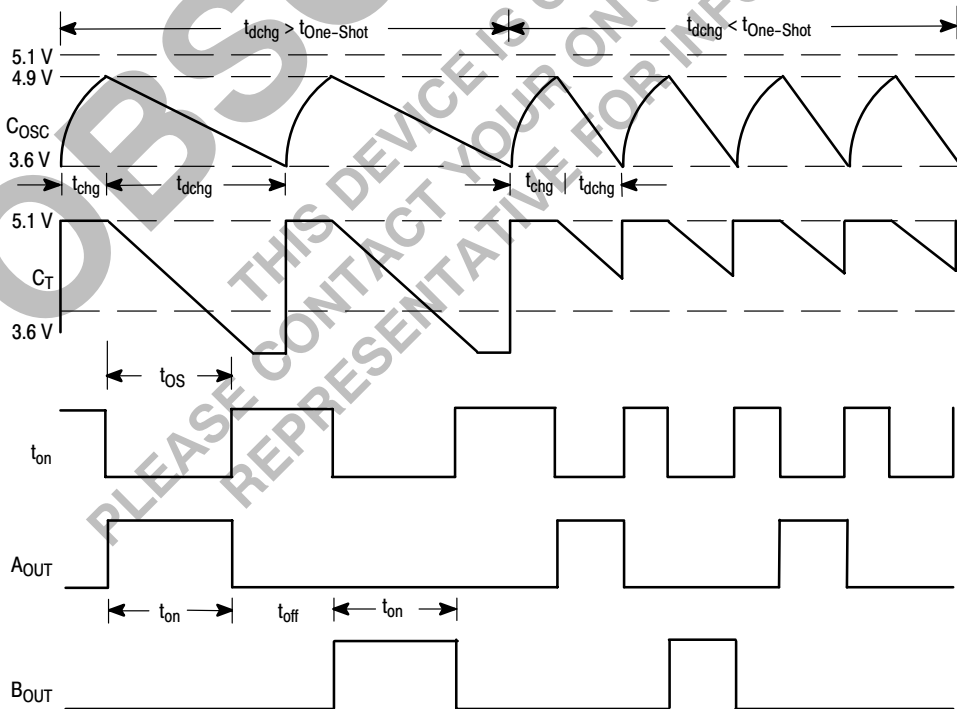 t_dchg > t_One-Shot
t_dchg < t_One-Shot
5.1 V
4.9 V
C_OSC
3.6 V
t_chg
t_dchg
t_chg
t_dchg
5.1 V
C_T
3.6 V
t_OS
t_on
A_OUT
t_on
t_off
t_on
B_OUT
THIS DEVICE IS
PLEASE CONTACT YOUR ON
REPRESENTATIVE FOR